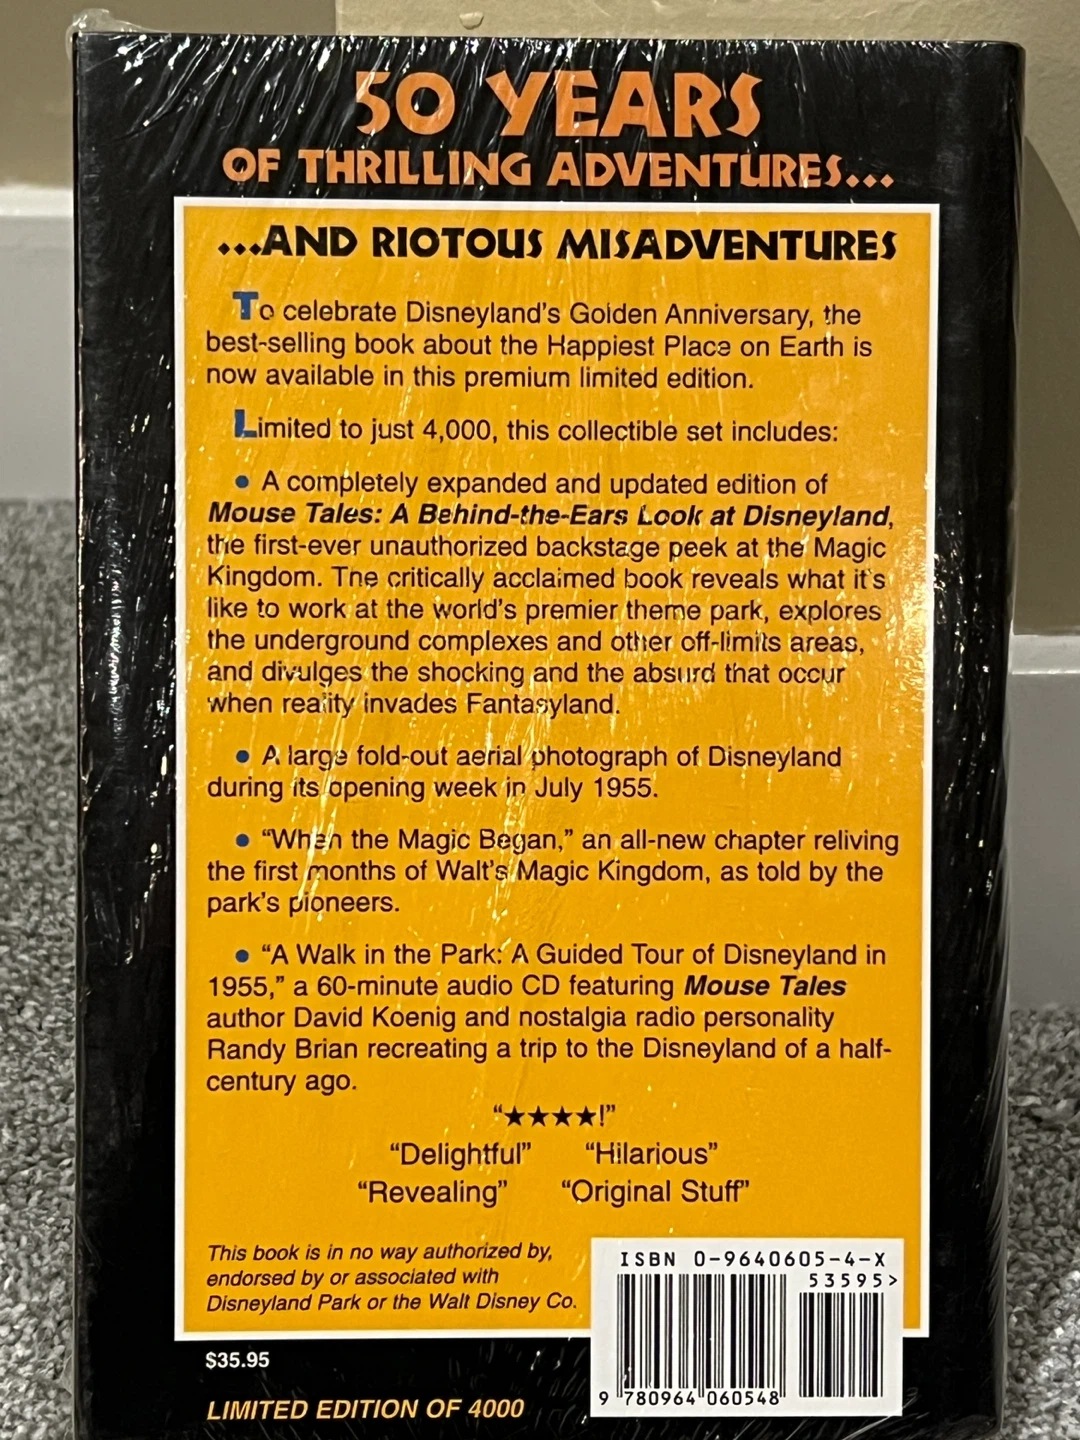 50 YEARS
OF THRILLING ADVENTURES...
...AND RIOTOUS MISADVENTURES
To celebrate Disneyland's Golden Anniversary, the
best-selling book about the Happiest Place on Earth is
now available in this premium limited edition.
Limited to just 4,000, this collectible set includes:
• A completely expanded and updated edition of
Mouse Tales: A Behind-the-Ears Look at Disneyland,
the first-ever unauthorized backstage peek at the Magic
Kingdom. The critically acclaimed book reveals what it's
like to work at the world's premier theme park, explores
the underground complexes and other off-limits areas,
and divulges the shocking and the absurd that occur
when reality invades Fantasyland.
• A large fold-out aerial photograph of Disneyland
during its opening week in July 1955.
• “When the Magic Began,” an all-new chapter reliving
the first months of Walt's Magic Kingdom, as told by the
park's pioneers.
• “A Walk in the Park: A Guided Tour of Disneyland in
1955,” a 60-minute audio CD featuring Mouse Tales
author David Koenig and nostalgia radio personality
Randy Brian recreating a trip to the Disneyland of a half-
century ago.
“★★★★!”
“Delightful” “Hilarious”
“Revealing” “Original Stuff”
This book is in no way authorized by,
endorsed by or associated with
Disneyland Park or the Walt Disney Co.
ISBN 0-9640605-4-X
53595>
9 780964 060548
$35.95
LIMITED EDITION OF 4000